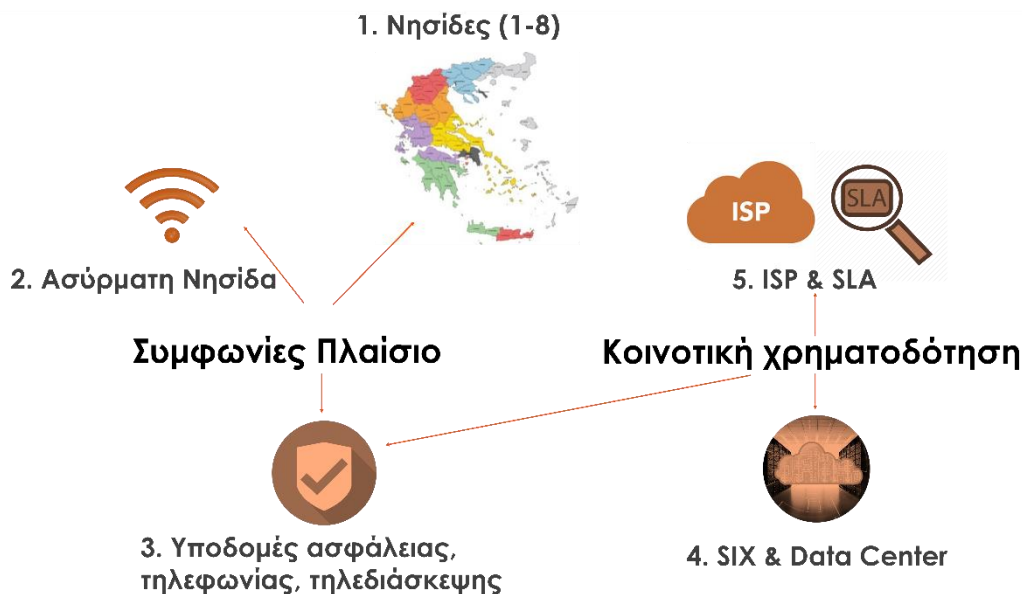 1. Νησίδες (1-8)
ISP
SLA
2. Ασύρματη Νησίδα
5. ISP & SLA
Συμφωνίες Πλαίσιο
Κοινοτική χρηματοδότηση
3. Υποδομές ασφάλειας,
τηλεφωνίας, τηλεδιάσκεψης
4. SIX & Data Center